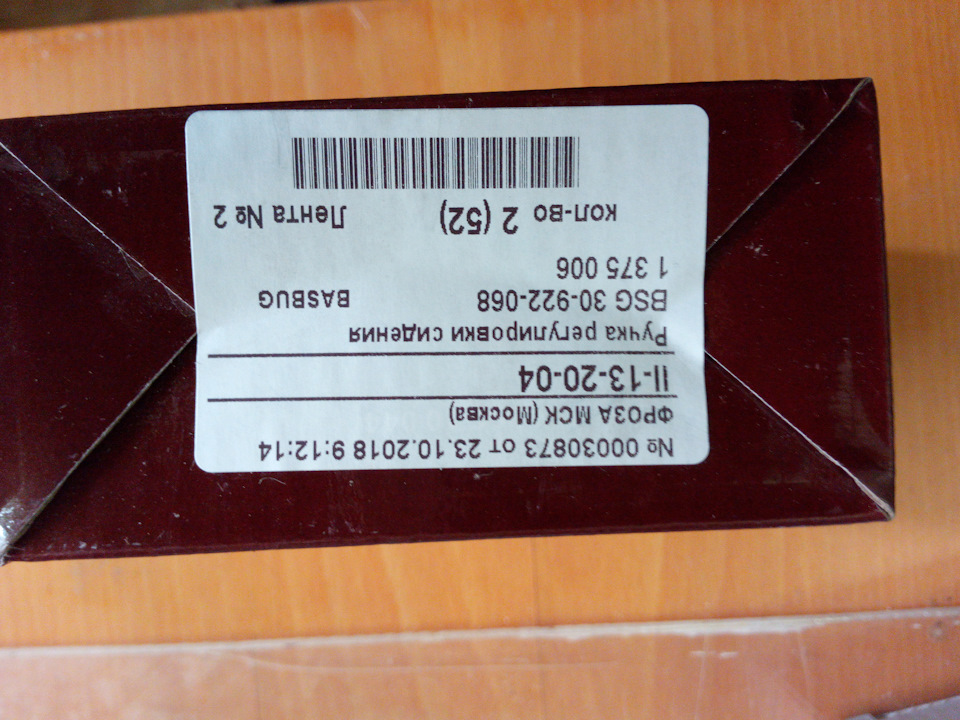 № 00030873 от 23.10.2018 9:12:14
ФРОЗА МСК (Москва)
II-13-20-04
Ручка регулировки сидения
BSG 30-922-068 BASBUG
1 375 006
кол-во 2 (52) Лента № 2